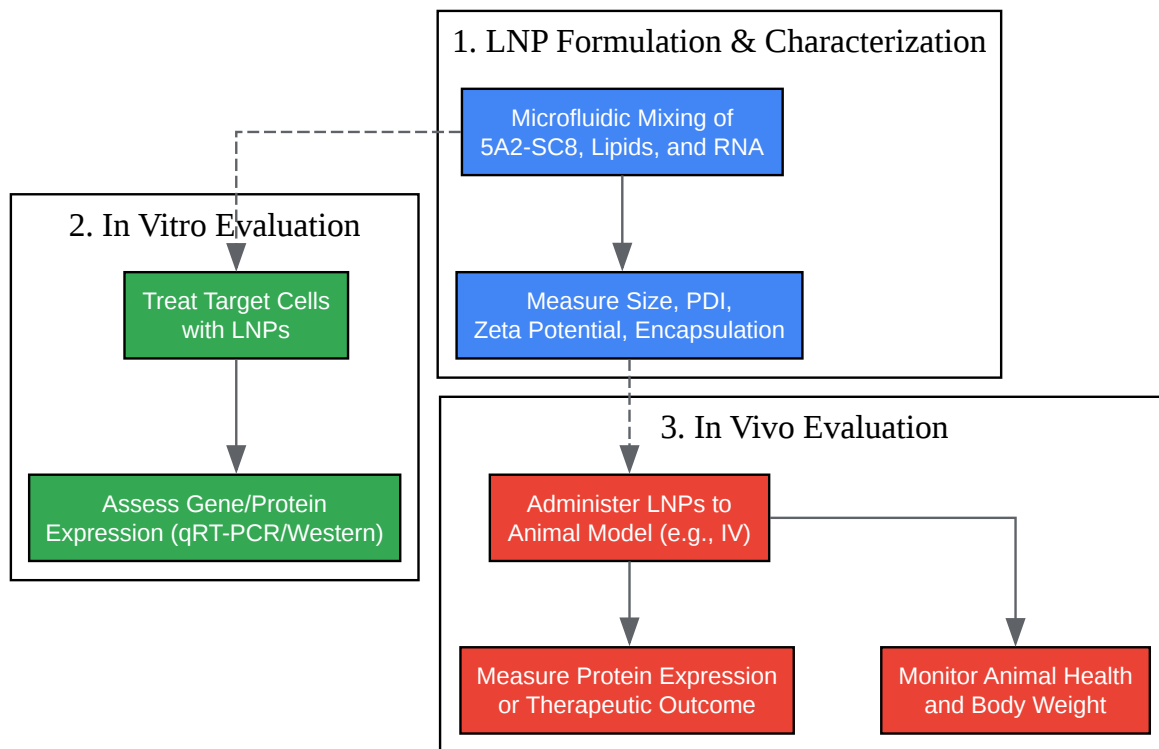 1. LNP Formulation & Characterization
Microfluidic Mixing of
5A2-SC8, Lipids, and RNA
Measure Size, PDI,
Zeta Potential, Encapsulation
2. In Vitro Evaluation
Treat Target Cells
with LNPs
Assess Gene/Protein
Expression (qRT-PCR/Western)
3. In Vivo Evaluation
Administer LNPs to
Animal Model (e.g., IV)
Measure Protein Expression
or Therapeutic Outcome
Monitor Animal Health
and Body Weight